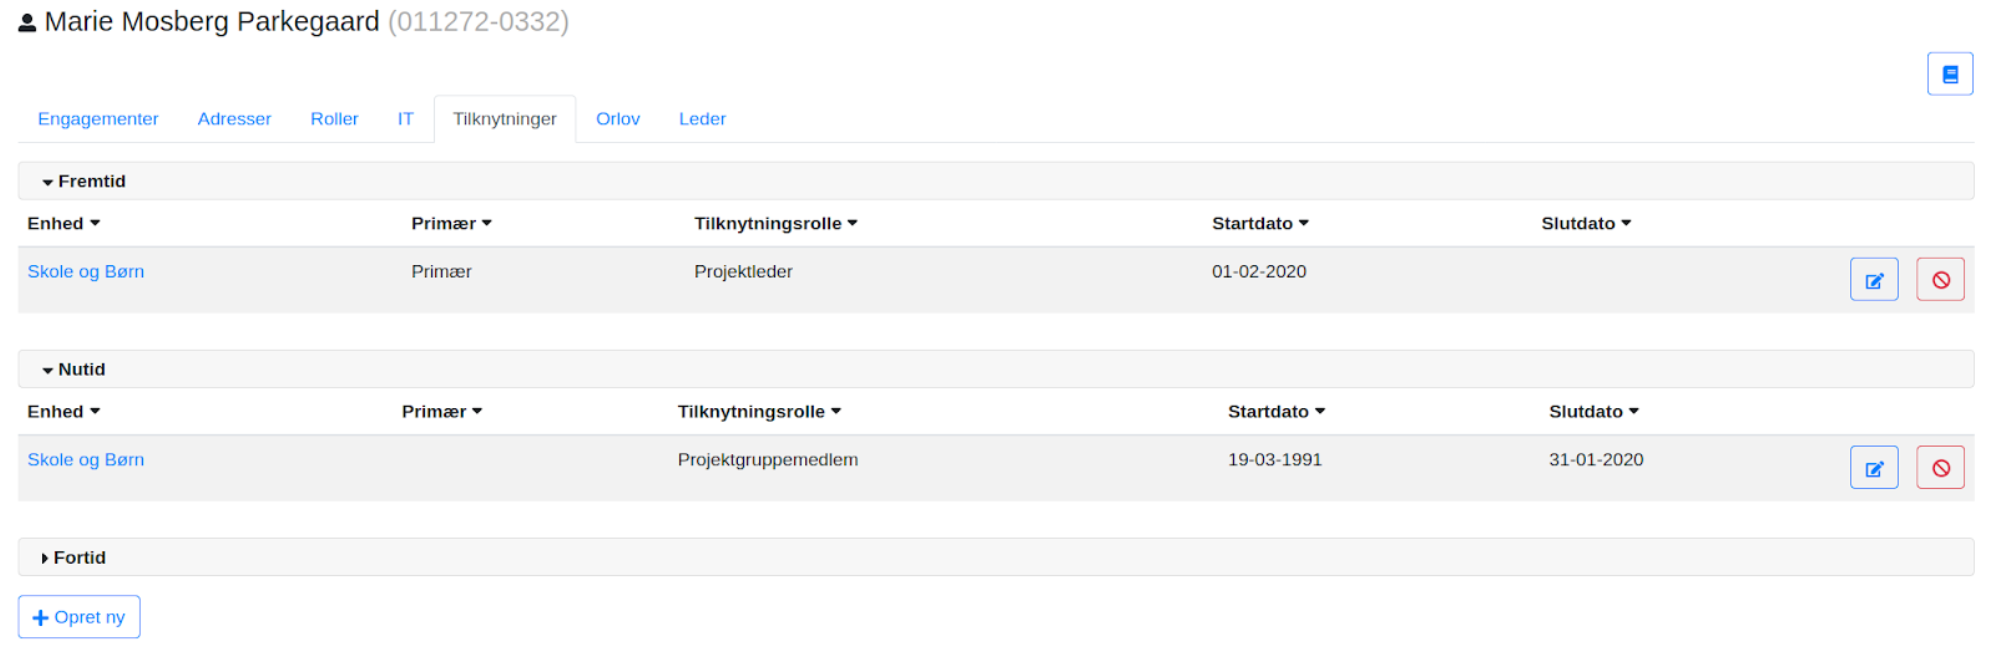 Marie Mosberg Parkegaard (011272-0332)
Engagementer Adresser Roller IT Tilknytninger Orlov Leder
Fremtid
Enhed Primær Tilknytningsrolle Startdato Slutdato
Skole og Børn Primær Projektleder 01-02-2020
Nutid
Enhed Primær Tilknytningsrolle Startdato Slutdato
Skole og Børn Projektgruppemedlem 19-03-1991 31-01-2020
Fortid
Opret ny